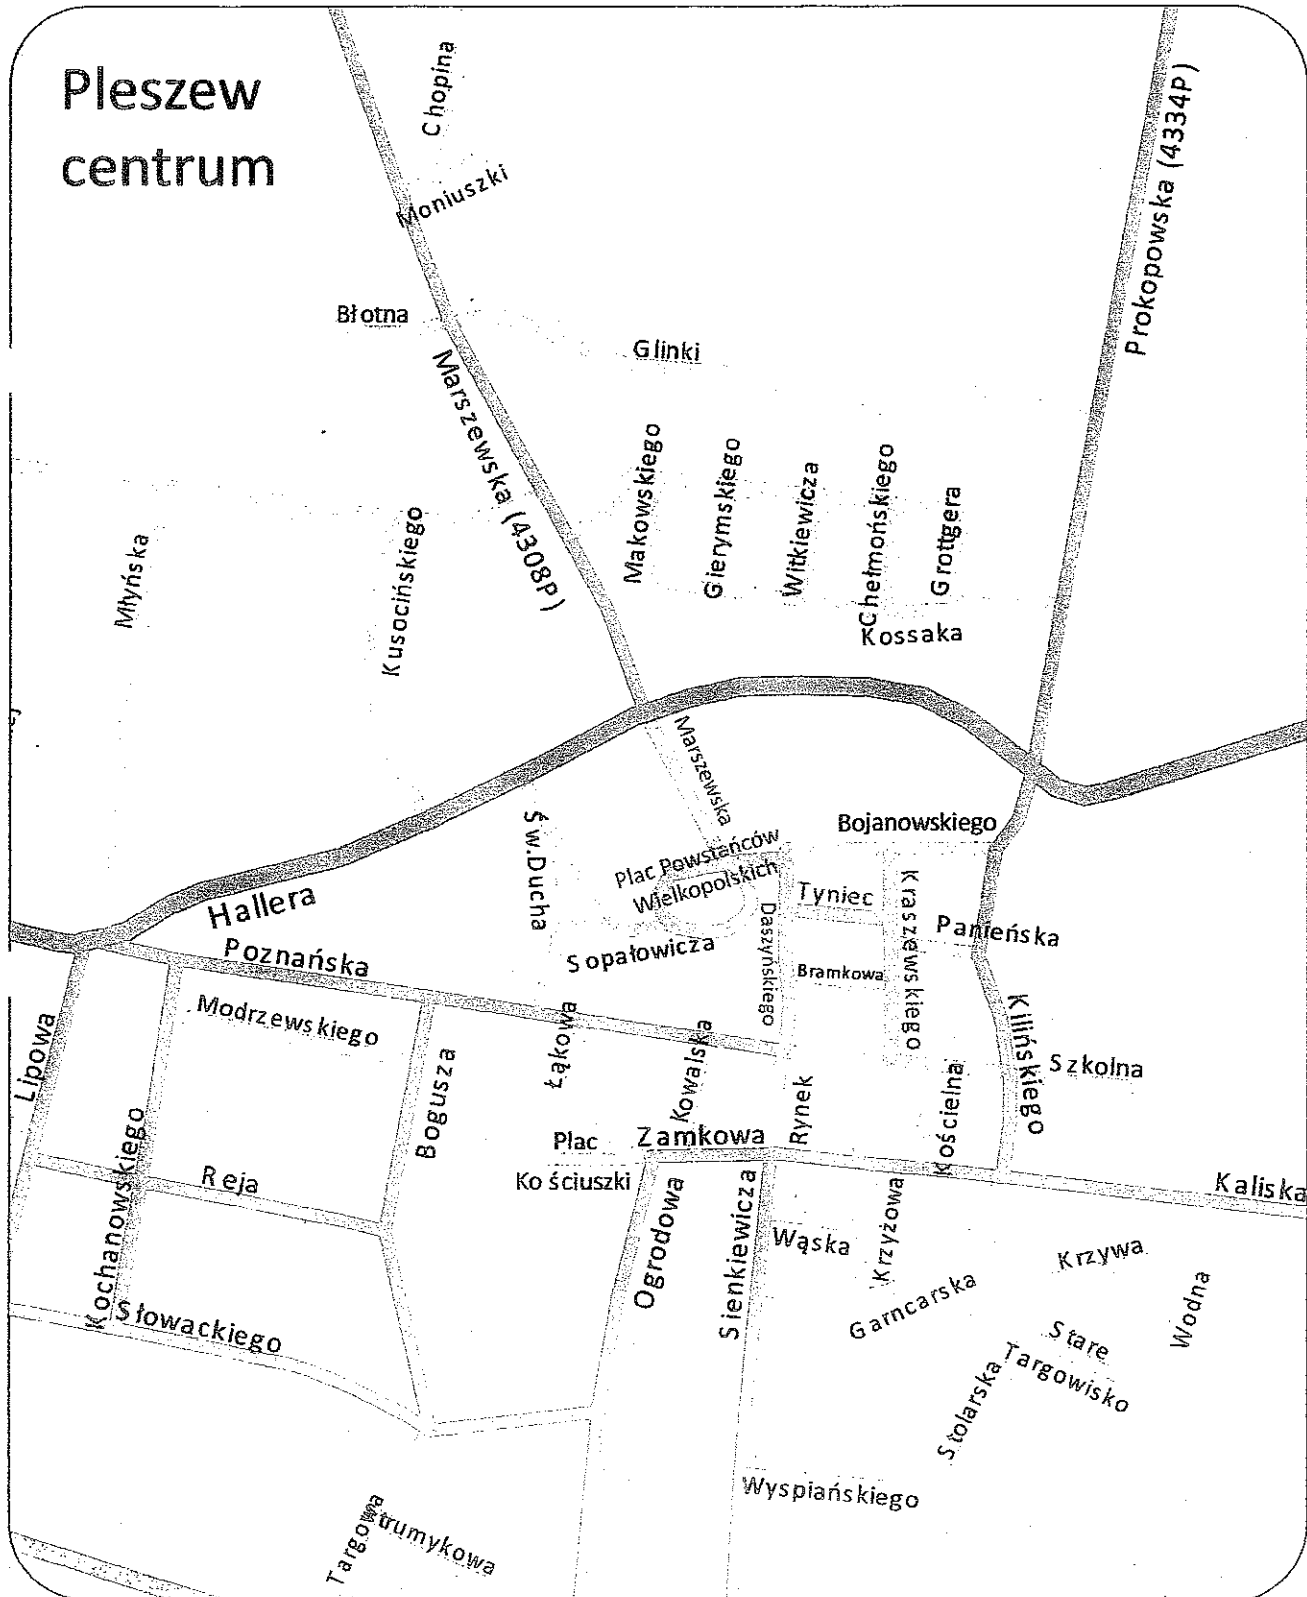 Pleszew
centrum
Chopina
Moniuszki
Prokopowska (4334P)
Błotna
Glinki
Marszewska (4308P)
Makowskiego
Gierymskiego
Witkiewicza
Chełmońskiego
Grottgera
Młyńska
Kusocińskiego
Kossaka
Marszewska
Św.Ducha
Bojanowskiego
Plac Powstańców
Wielkopolskich
Tyniec
Kraszewskiego
Hallera
Daszyńskiego
Panieńska
Poznańska
Sopałowicza
Bramkowa
Modrzewskiego
Lipowa
Łąkowa
Kowalska
Kilińskiego
Bogusza
Rynek
Kościelna
Szkolna
Kochanowskiego
Plac
Kościuszki
Zamkowa
Reja
Kaliska
Ogrodowa
Sienkiewicza
Wąska
Krzyżowa
Krzywa
Garncarska
Wodna
Słowackiego
Stare
Targowisko
Stolarska
Wyspiańskiego
Targowa
trumykowa